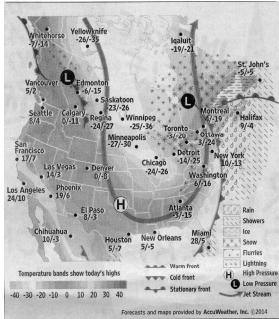 Whitehorse
-7/-14
Yellowknife
-26/-35
Iqaluit
-19/-21
St. John's
-5/-5
Vancouver
5/2
L
Edmonton
-6/-15
Saskatoon
-23/-26
L
Montreal
-7/-19
Halifax
9/-4
Seattle
8/4
Calgary
0/-11
Regina
-24/-27
Winnipeg
-25/-36
Toronto
-3/-20
Ottawa
3/-24
Minneapolis
-27/-30
Detroit
-14/-25
New York
10/-13
San
Francisco
17/7
Chicago
-24/-26
Washington
6/-16
Las Vegas
14/3
Denver
0/-8
Los Angeles
24/10
Phoenix
19/6
H
Atlanta
-3/-15
El Paso
8/-3
Chihuahua
10/-3
Houston
5/-7
New Orleans
5/-5
Miami
28/5
Rain
Showers
Ice
Snow
Flurries
Lightning
H High Pressure
L Low Pressure
Jet Stream
Warm Front
Cold front
Stationary front
Temperature bands show today's highs
-40 -30 -20 -10 0 10 20 30 40
Forecasts and maps provided by AccuWeather, Inc. ©2014